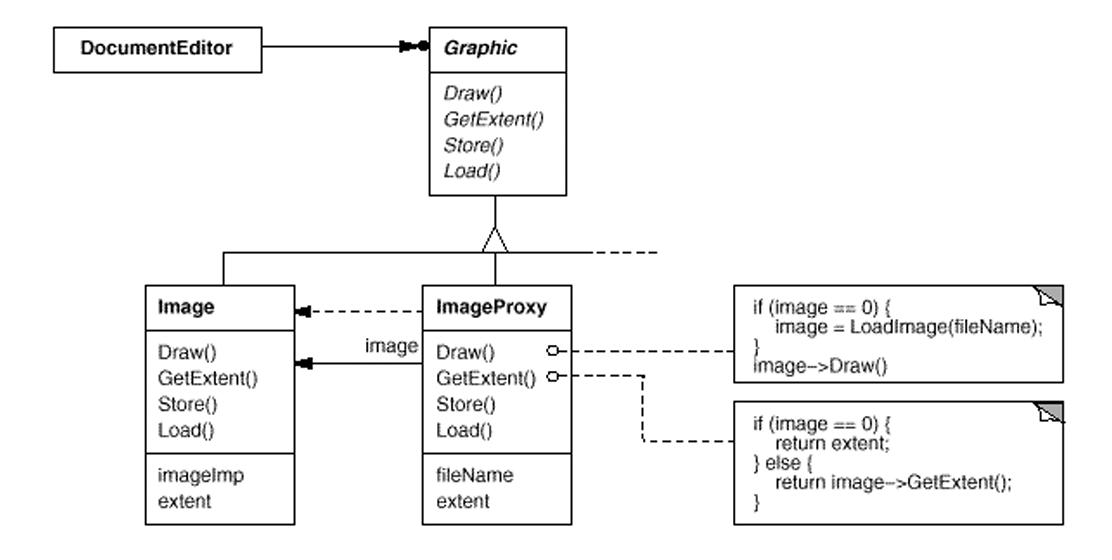 DocumentEditor
Graphic
Draw()
GetExtent()
Store()
Load()
Image
Draw()
GetExtent()
Store()
Load()
imageImp
extent
image
ImageProxy
Draw()
GetExtent()
Store()
Load()
fileName
extent
if (image == 0) {
image = LoadImage(fileName);
}
image->Draw()
if (image == 0) {
return extent;
} else {
return image->GetExtent();
}